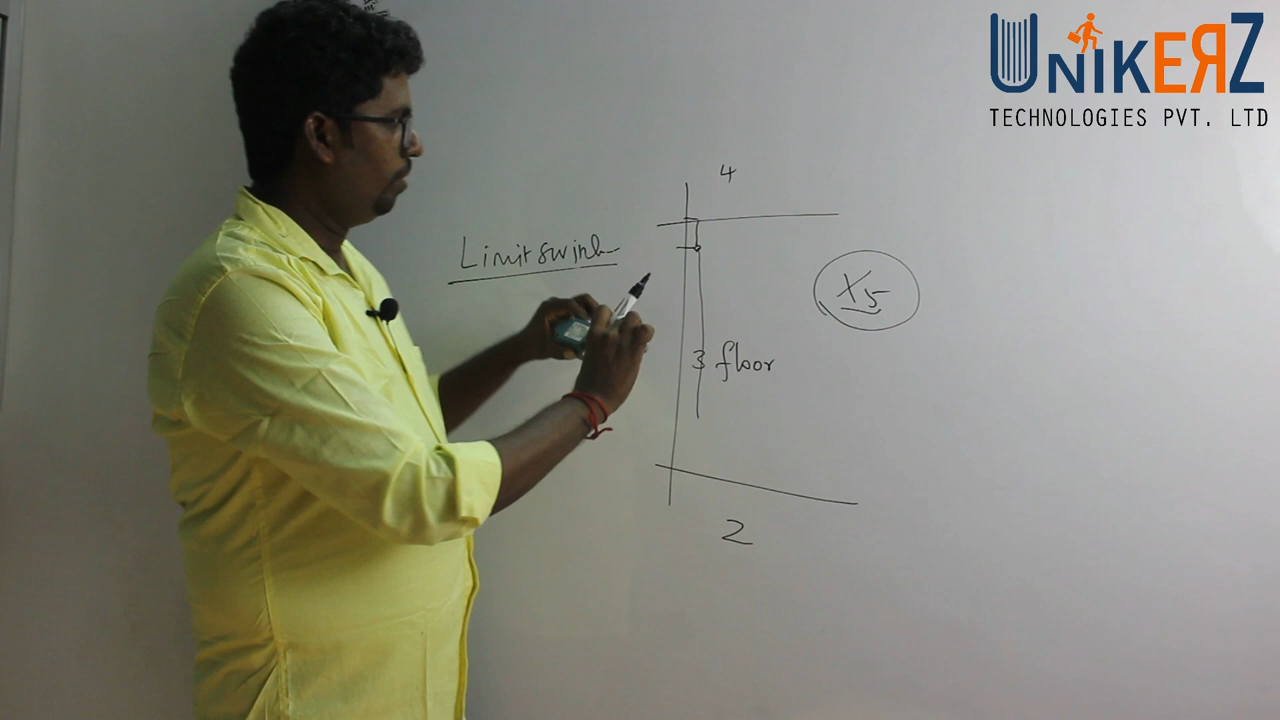 UNIKERZ
TECHNOLOGIES PVT. LTD
4
Limit switch
X5
3 floor
2